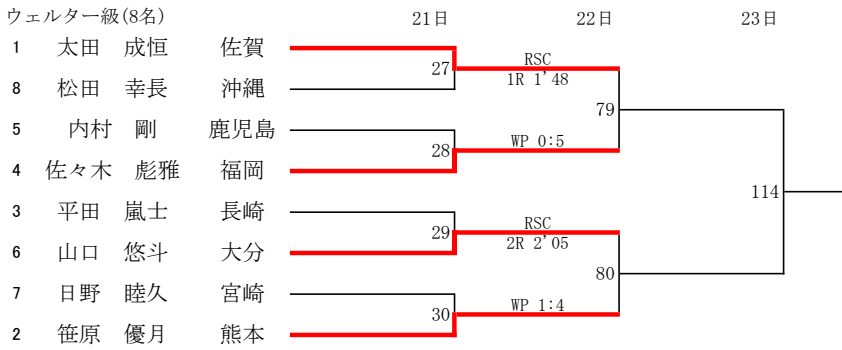 ウェルター級(8名) 21日 22日 23日
1 太田 成恒 佐賀
27 RSC
1R 1'48
8 松田 幸長 沖縄
79
5 内村 剛 鹿児島
28 WP 0:5
4 佐々木 彪雅 福岡
114
3 平田 嵐士 長崎
29 RSC
2R 2'05
6 山口 悠斗 大分
80
7 日野 睦久 宮崎
30 WP 1:4
2 笹原 優月 熊本